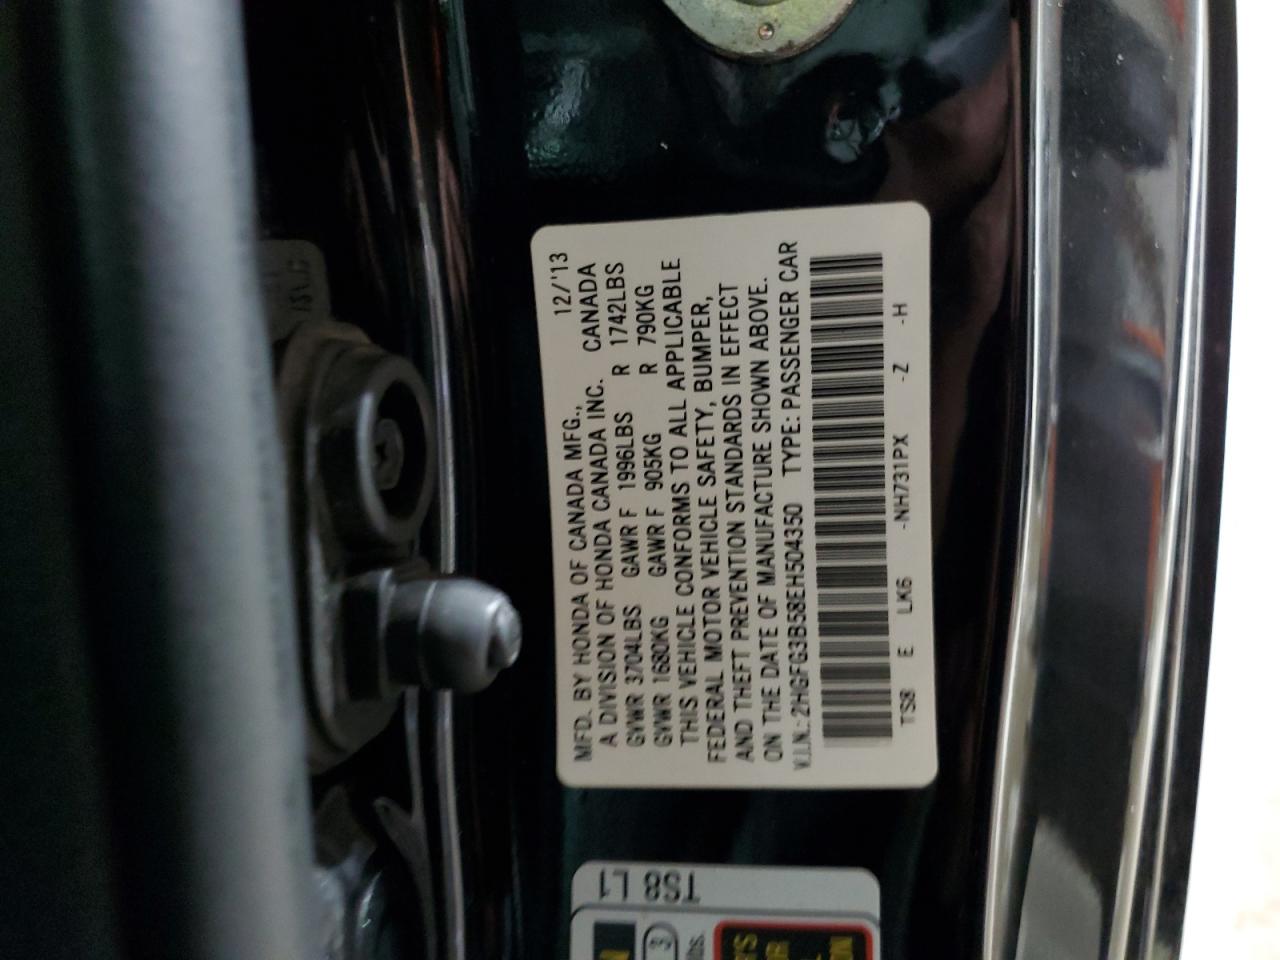 12/'13
MFD. BY HONDA OF CANADA MFG.,
A DIVISION OF HONDA CANADA INC. CANADA
GVWR 3704LBS GAWR F 1996LBS R 1742LBS
GVWR 1680KG GAWR F 905KG R 790KG
THIS VEHICLE CONFORMS TO ALL APPLICABLE
FEDERAL MOTOR VEHICLE SAFETY, BUMPER,
AND THEFT PREVENTION STANDARDS IN EFFECT
ON THE DATE OF MANUFACTURE SHOWN ABOVE.
V.I.N.: 2HGFG3B58EH504350 TYPE: PASSENGER CAR
TS8 E LK6 -NH731PX -Z -H
TS8 L1
3
lbs.